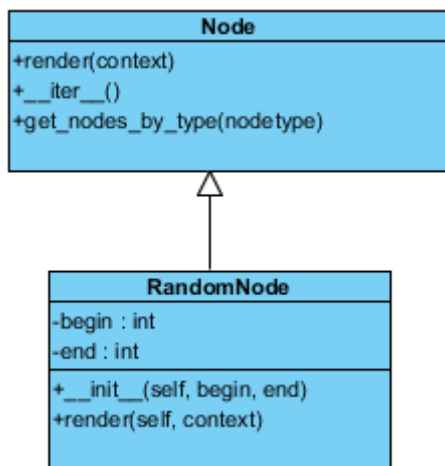 Node
+render(context)
+__iter__()
+get_nodes_by_type(nodetype)
RandomNode
-begin : int
-end : int
+__init__(self, begin, end)
+render(self, context)